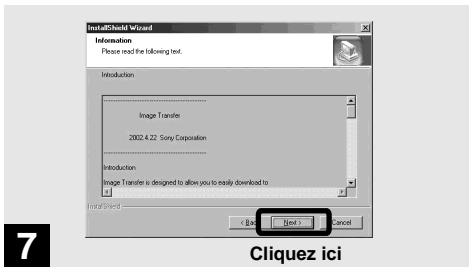 InstallShield Wizard
Information
Please read the following text.
Introduction
----------------------------------------
Image Transfer
2002.4.22 Sony Corporation
----------------------------------------
Introduction
Image Transfer is designed to allow you to easily download to
InstallShield
Next >
Cancel
7
Cliquez ici